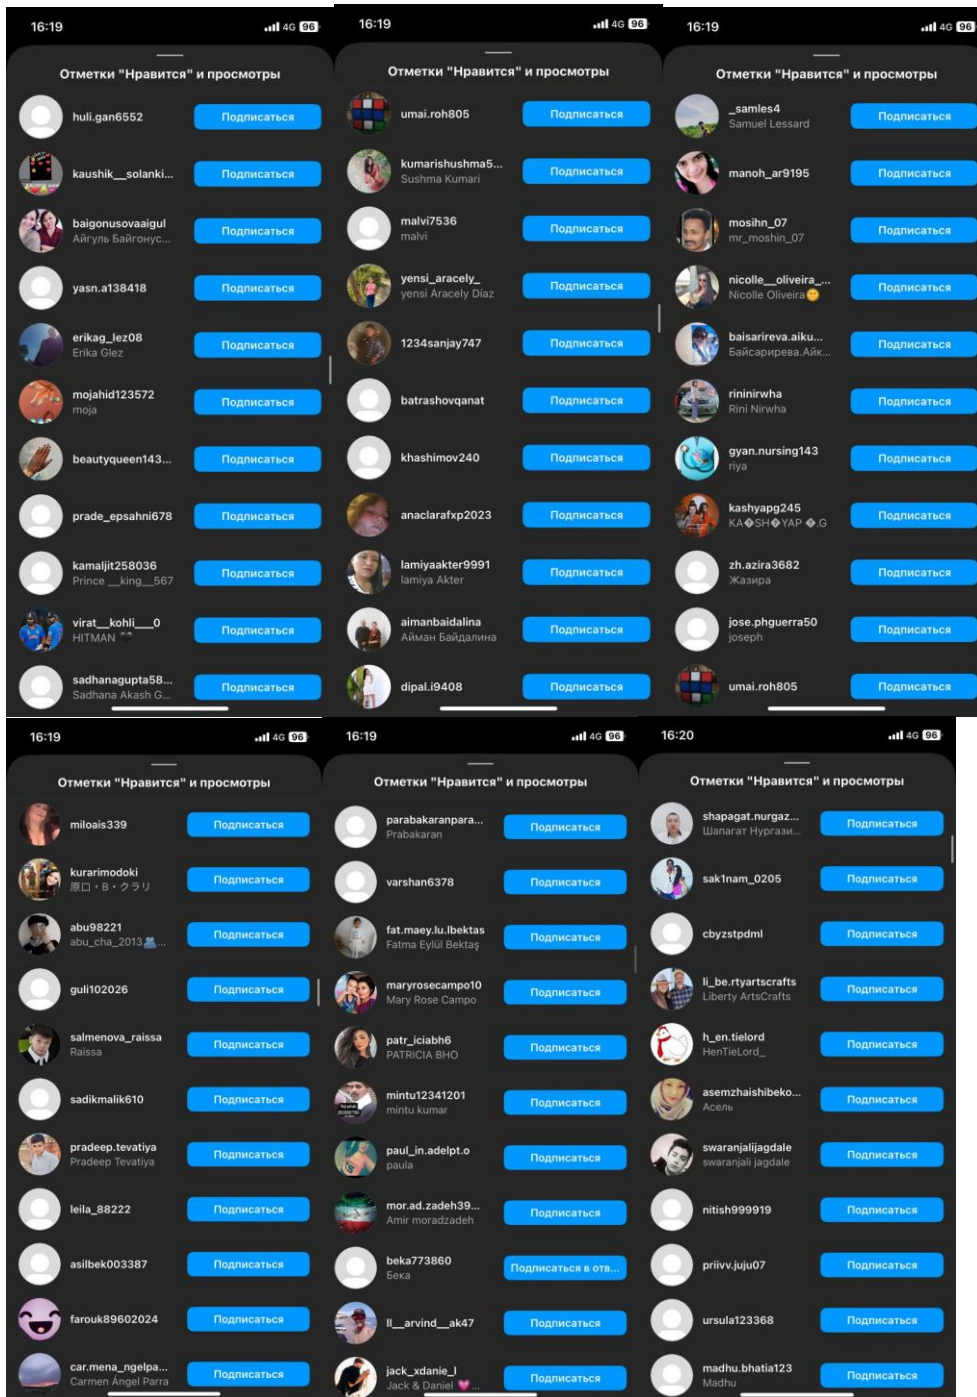 16:19
4G 96
Отметки "Нравится" и просмотры
huli.gan6552
Подписаться
kaushik__solanki...
Подписаться
baigonusovaaigul
Айгуль Байгонус...
Подписаться
yasn.a138418
Подписаться
erikag_lez08
Erika Glez
Подписаться
mojahid123572
moja
Подписаться
beautyqueen143...
Подписаться
prade_epsahni678
Подписаться
kamaljit258036
Prince __king__567
Подписаться
virat__kohli___0
HITMAN
Подписаться
sadhanagupta58...
Sadhana Akash G...
Подписаться
16:19
4G 96
Отметки "Нравится" и просмотры
umai.roh805
Подписаться
kumarishushma5...
Sushma Kumari
Подписаться
malvi7536
malvi
Подписаться
yensi_aracely_
yensi Aracely Díaz
Подписаться
1234sanjay747
Подписаться
batrashovqanat
Подписаться
khashimov240
Подписаться
anaclarafxp2023
Подписаться
lamiyaakter9991
lamiya Akter
Подписаться
aimanbaidalina
Айман Байдалина
Подписаться
dipal.i9408
Подписаться
16:19
4G 96
Отметки "Нравится" и просмотры
_samles4
Samuel Lessard
Подписаться
manoh_ar9195
Подписаться
mosihn_07
mr_moshin_07
Подписаться
nicolle__oliveira_...
Nicolle Oliveira🌞
Подписаться
baisarireva.aiku...
Байсарирева.Айк...
Подписаться
rininirwha
Rini Nirwha
Подписаться
gyan.nursing143
riya
Подписаться
kashyapg245
KA�SH�YAP �.G
Подписаться
zh.azira3682
Жазира
Подписаться
jose.phguerra50
joseph
Подписаться
umai.roh805
Подписаться
16:19
4G 96
Отметки "Нравится" и просмотры
miloais339
Подписаться
kurarimodoki
原口・B・クラリ
Подписаться
abu98221
abu_cha_2013🫂...
Подписаться
guli102026
Подписаться
salmenova_raissa
Raissa
Подписаться
sadikmalik610
Подписаться
pradeep.tevatiya
Pradeep Tevatiya
Подписаться
leila_88222
Подписаться
asilbek003387
Подписаться
farouk89602024
Подписаться
car.mena_ngelpa...
Carmen Ángel Parra
Подписаться
16:19
4G 96
Отметки "Нравится" и просмотры
parabakaranpara...
Prabakaran
Подписаться
varshan6378
Подписаться
fat.maey.lu.lbektas
Fatma Eylül Bektaş
Подписаться
maryrosecampo10
Mary Rose Campo
Подписаться
patr_iciabh6
PATRICIA BHO
Подписаться
mintu12341201
mintu kumar
Подписаться
paul_in.adelpt.o
paula
Подписаться
mor.ad.zadeh39...
Amir moradzadeh
Подписаться
beka773860
Бека
Подписаться в отв...
ll__arvind__ak47
Подписаться
jack_xdanie_l
Jack & Daniel 💗...
Подписаться
16:20
4G 96
Отметки "Нравится" и просмотры
shapagat.nurgaz...
Шапагат Нургази...
Подписаться
sak1nam_0205
Подписаться
cbyzstpdml
Подписаться
li_be.rtyartscrafts
Liberty ArtsCrafts
Подписаться
h_en.tielord
HenTieLord_
Подписаться
asemzhaishibeko...
Асель
Подписаться
swaranjalijagdale
swaranjali jagdale
Подписаться
nitish999919
Подписаться
priivv.juju07
Подписаться
ursula123368
Подписаться
madhu.bhatia123
Madhu
Подписаться